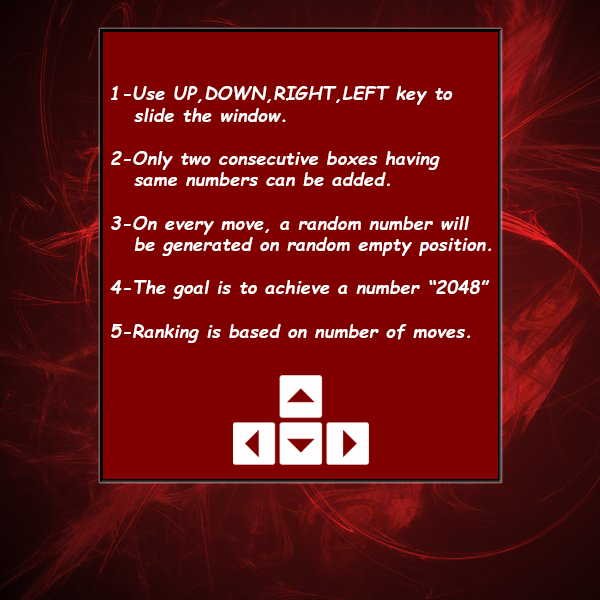 1-Use UP,DOWN,RIGHT,LEFT key to
slide the window.
2-Only two consecutive boxes having
same numbers can be added.
3-On every move, a random number will
be generated on random empty position.
4-The goal is to achieve a number “2048”
5-Ranking is based on number of moves.